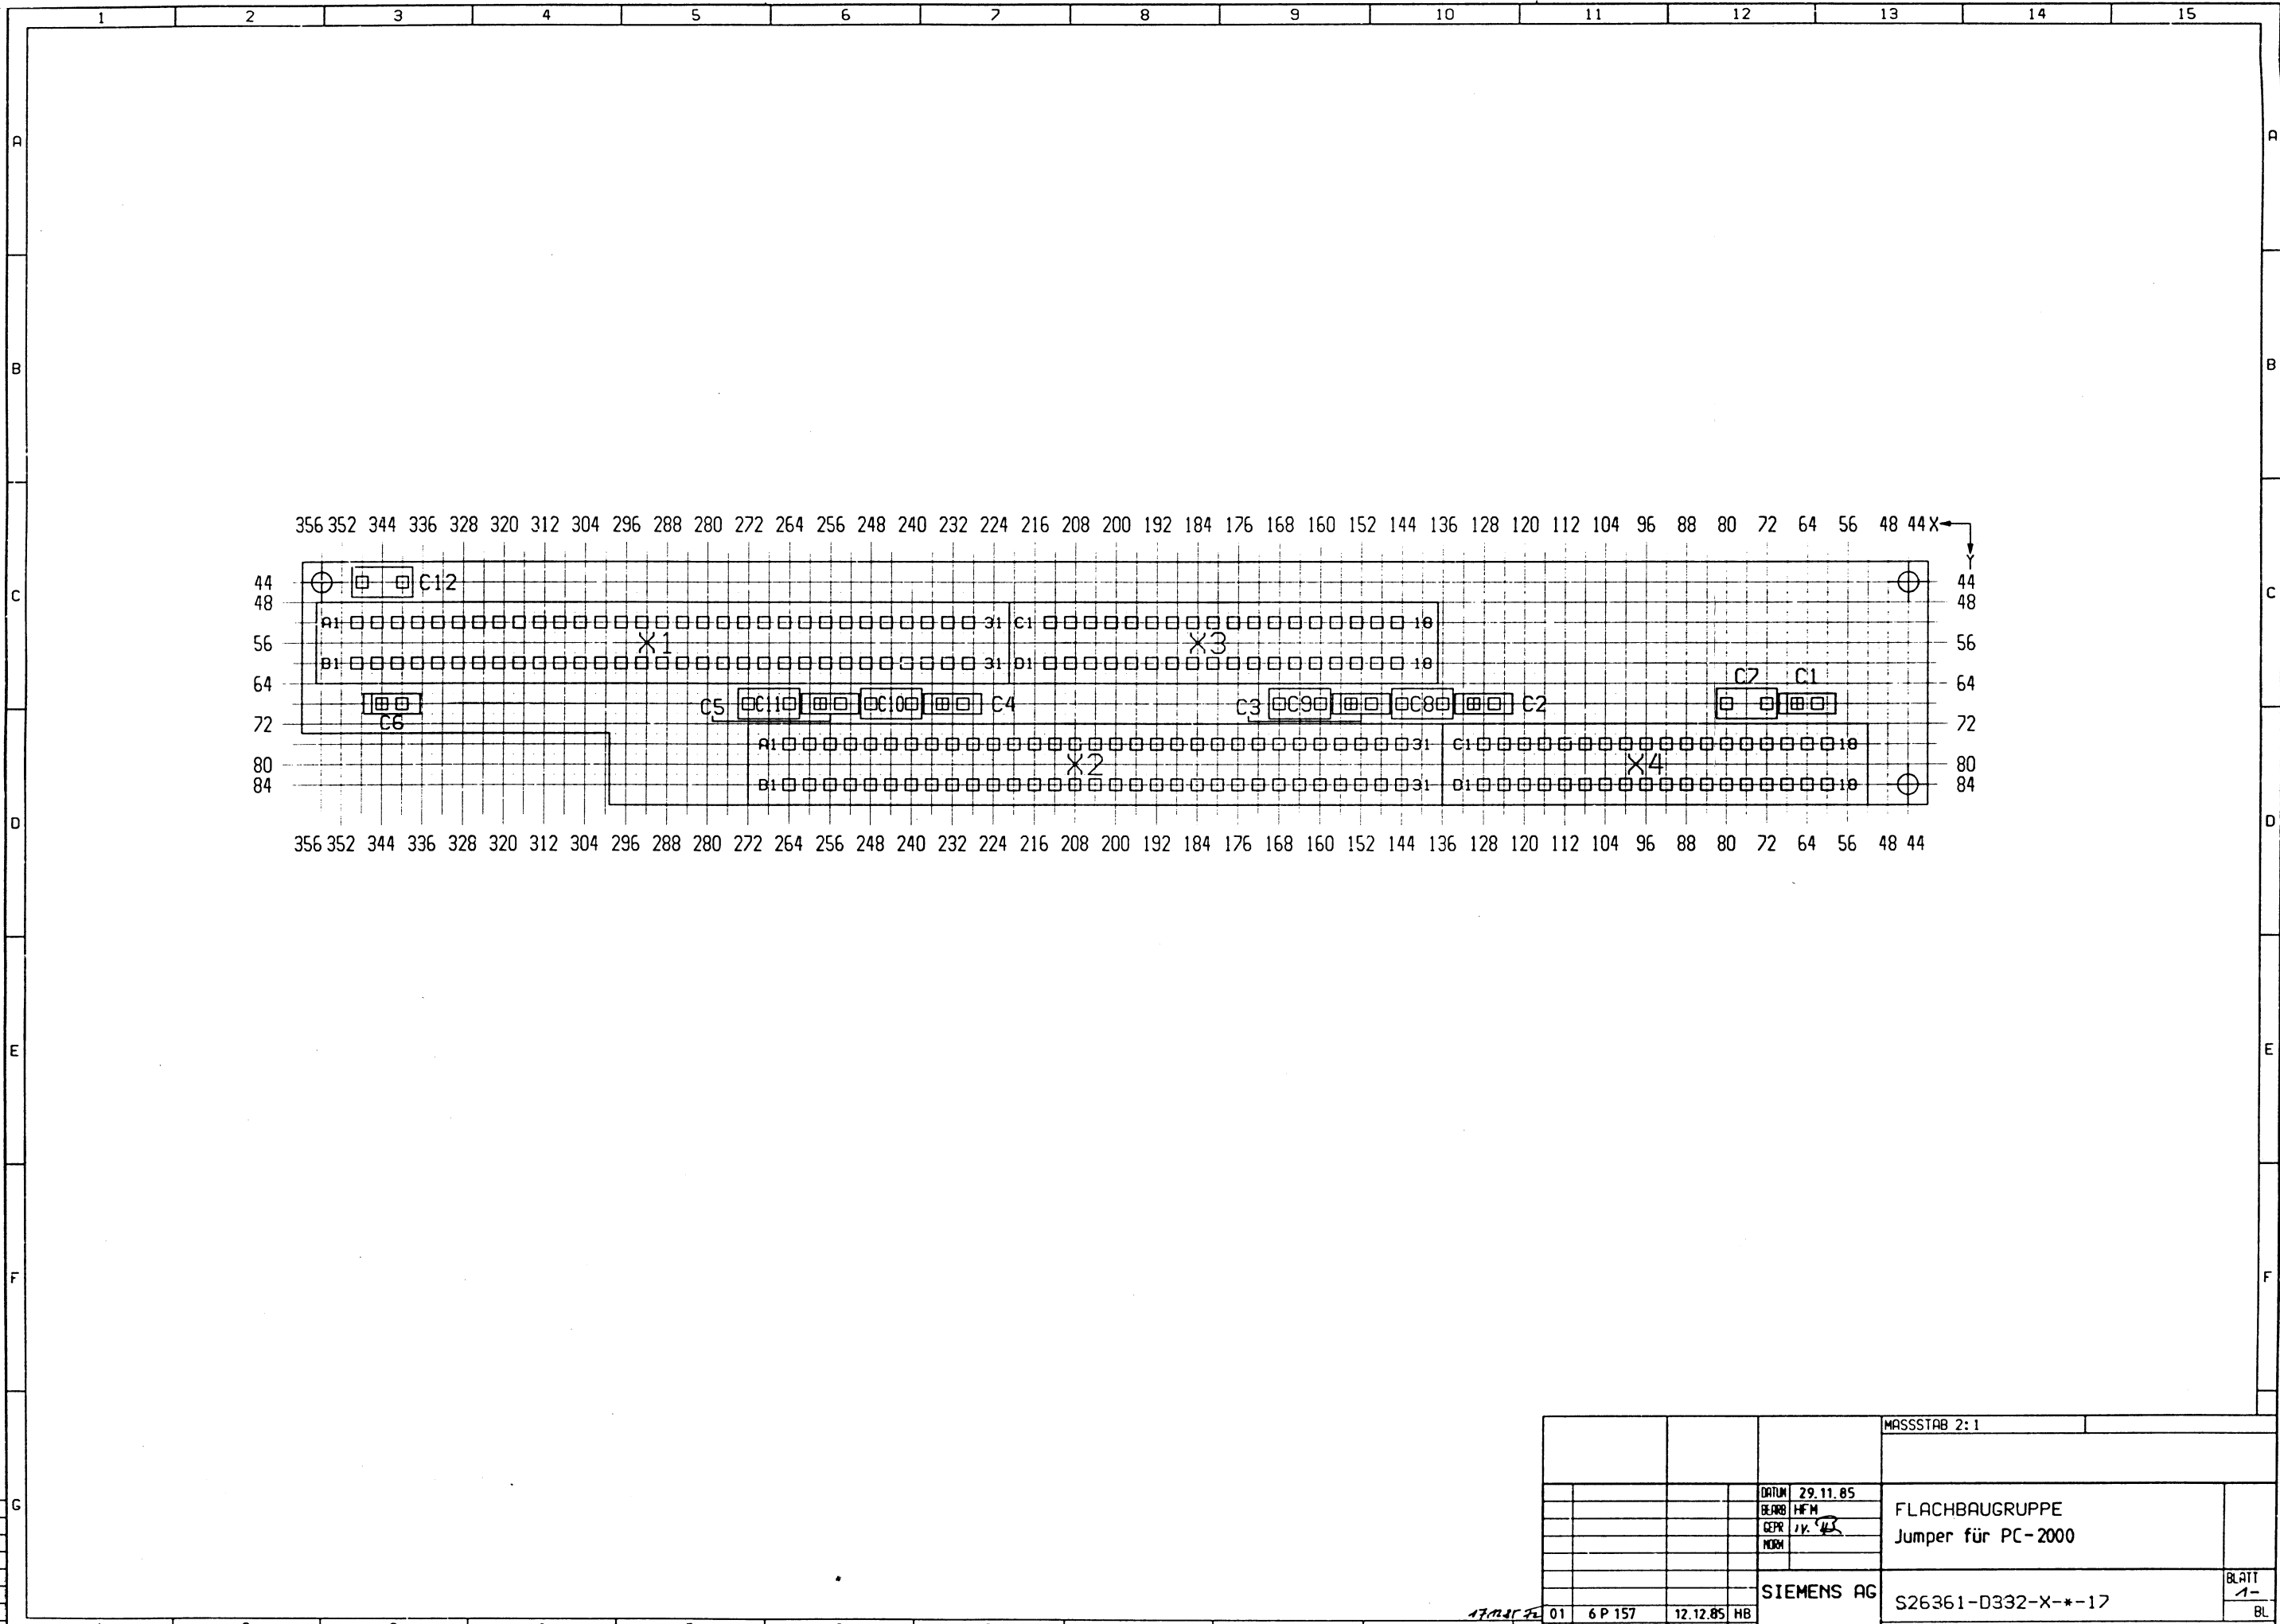 1 2 3 4 5 6 7 8 9 10 11 12 13 14 15
A A
B B
356 352 344 336 328 320 312 304 296 288 280 272 264 256 248 240 232 224 216 208 200 192 184 176 168 160 152 144 136 128 120 112 104 96 88 80 72 64 56 48 44 X
Y
44 C12 44
C C
48 48
A1 31 C1 18
56 X1 X3 56
B1 31 D1 18
64 64
C7 C1
C5 C11 C10 C4 C3 C9 C8 C2
C6
72 72
A1 31 C1 18
80 X2 X4 80
84 B1 31 D1 18 84
D D
356 352 344 336 328 320 312 304 296 288 280 272 264 256 248 240 232 224 216 208 200 192 184 176 168 160 152 144 136 128 120 112 104 96 88 80 72 64 56 48 44
E E
F F
G
MASSSTAB 2:1
DATUM 29.11.85
BEARB HFM
GEPR
NORM
FLACHBAUGRUPPE
Jumper für PC-2000
SIEMENS AG
S26361-D332-X-*-17
BLATT
1-
BL
01 6 P 157 12.12.85 HB